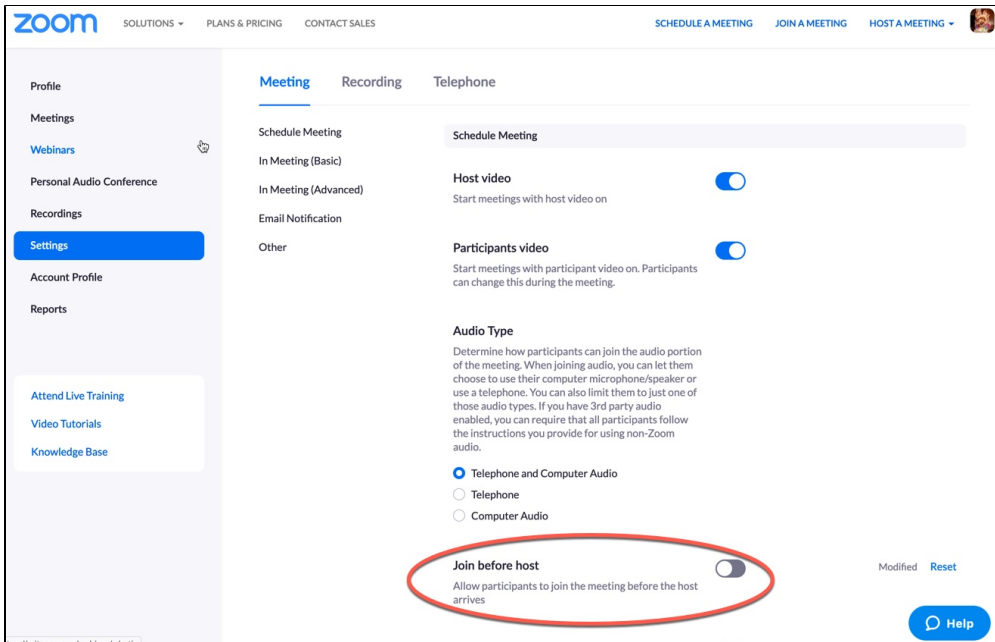 zoom SOLUTIONS PLANS & PRICING CONTACT SALES SCHEDULE A MEETING JOIN A MEETING HOST A MEETING
Profile
Meetings
Webinars
Personal Audio Conference
Recordings
Settings
Account Profile
Reports
Attend Live Training
Video Tutorials
Knowledge Base
Meeting Recording Telephone
Schedule Meeting
In Meeting (Basic)
In Meeting (Advanced)
Email Notification
Other
Schedule Meeting
Host video
Start meetings with host video on
Participants video
Start meetings with participant video on. Participants
can change this during the meeting.
Audio Type
Determine how participants can join the audio portion
of the meeting. When joining audio, you can let them
choose to use their computer microphone/speaker or
use a telephone. You can also limit them to just one of
those audio types. If you have 3rd party audio
enabled, you can require that all participants follow
the instructions you provide for using non-Zoom
audio.
Telephone and Computer Audio
Telephone
Computer Audio
Join before host
Allow participants to join the meeting before the host
arrives
Modified Reset
Help